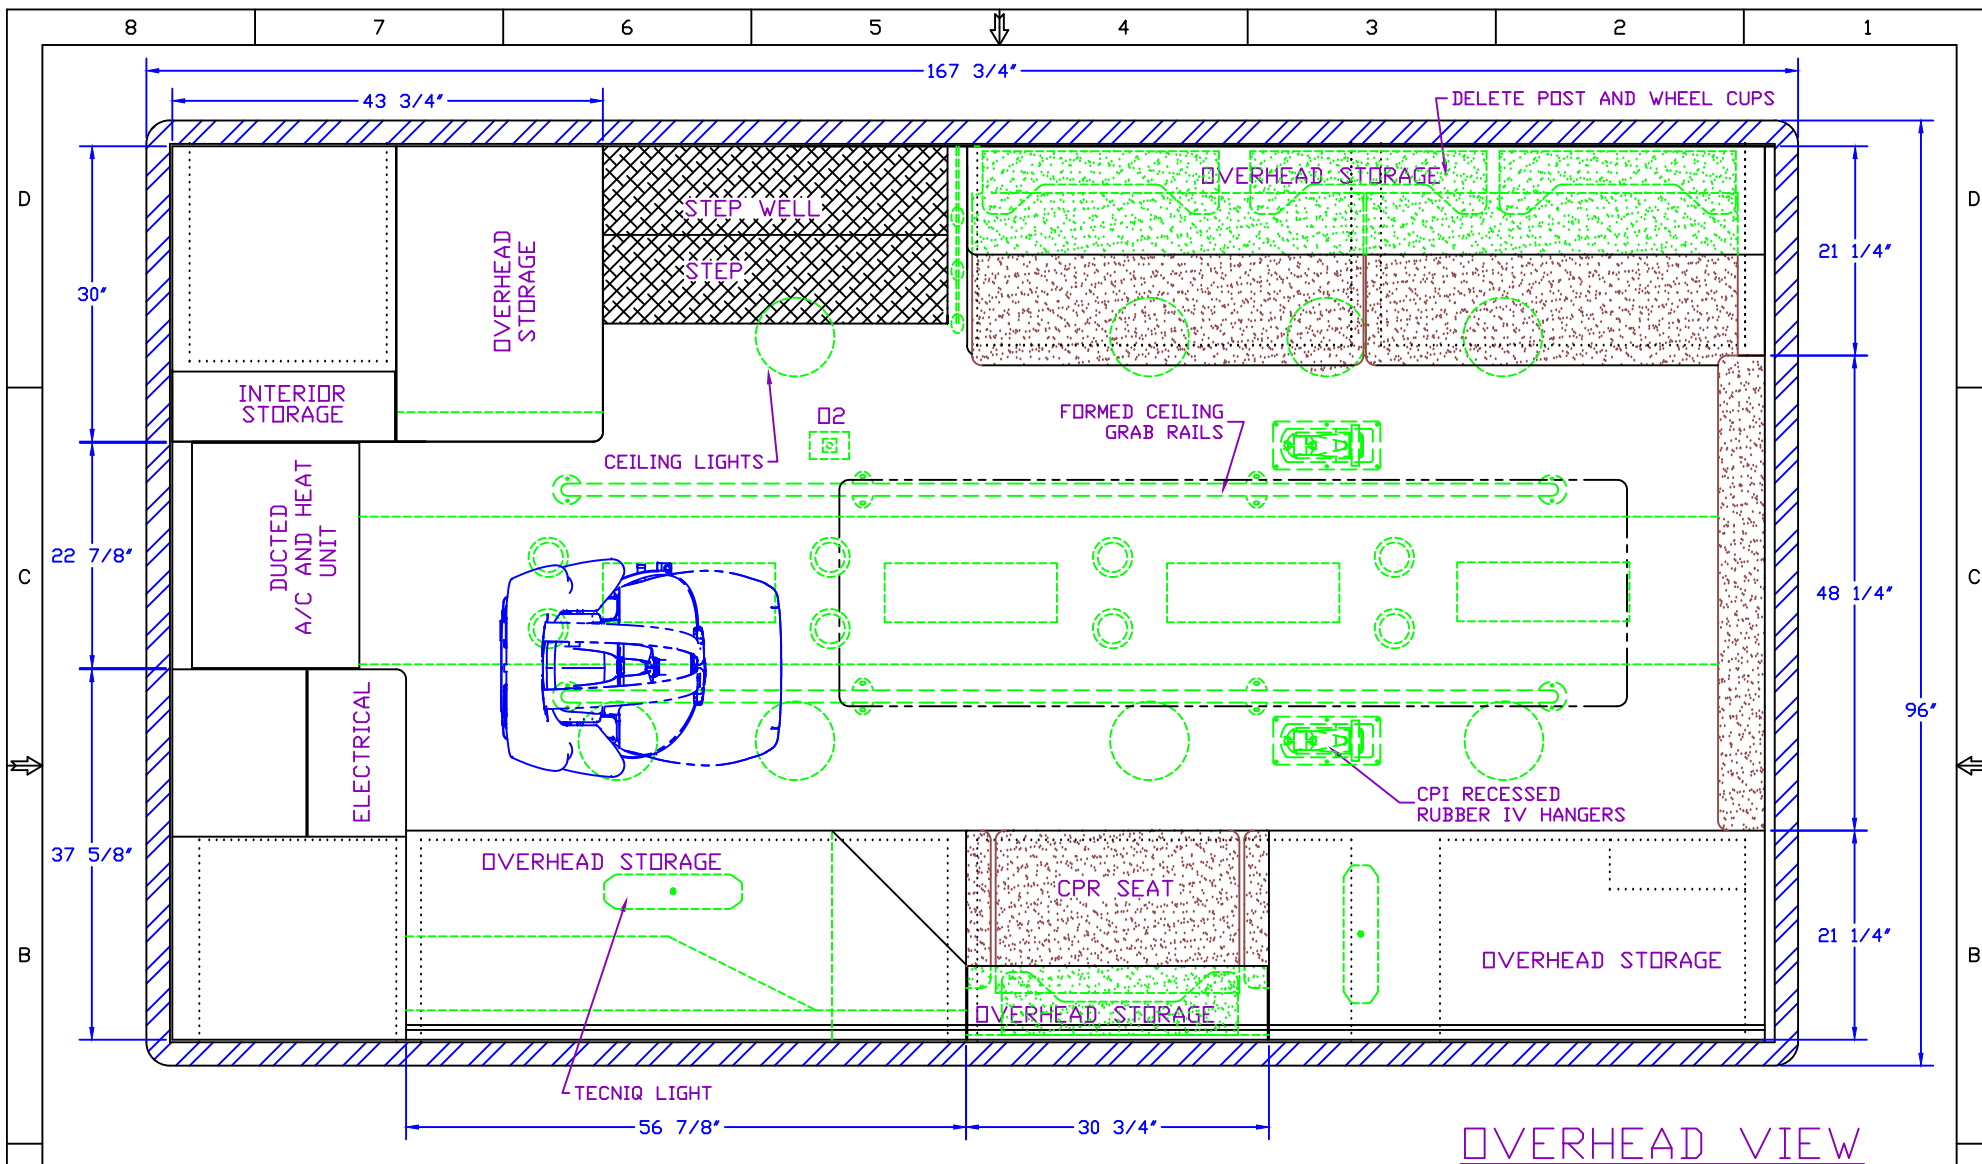 8 7 6 5 4 3 2 1
167 3/4"
43 3/4"
DELETE POST AND WHEEL CUPS
D
D
OVERHEAD STORAGE
STEP WELL
STEP
OVERHEAD
STORAGE
21 1/4"
30"
INTERIOR
STORAGE
O2
FORMED CEILING
GRAB RAILS
CEILING LIGHTS
DUCTED
A/C AND HEAT
UNIT
22 7/8"
C
C
48 1/4"
96"
ELECTRICAL
CPI RECESSED
RUBBER IV HANGERS
37 5/8"
OVERHEAD STORAGE
CPR SEAT
21 1/4"
B
B
OVERHEAD STORAGE
OVERHEAD STORAGE
TECNIQ LIGHT
56 7/8"
30 3/4"
OVERHEAD VIEW